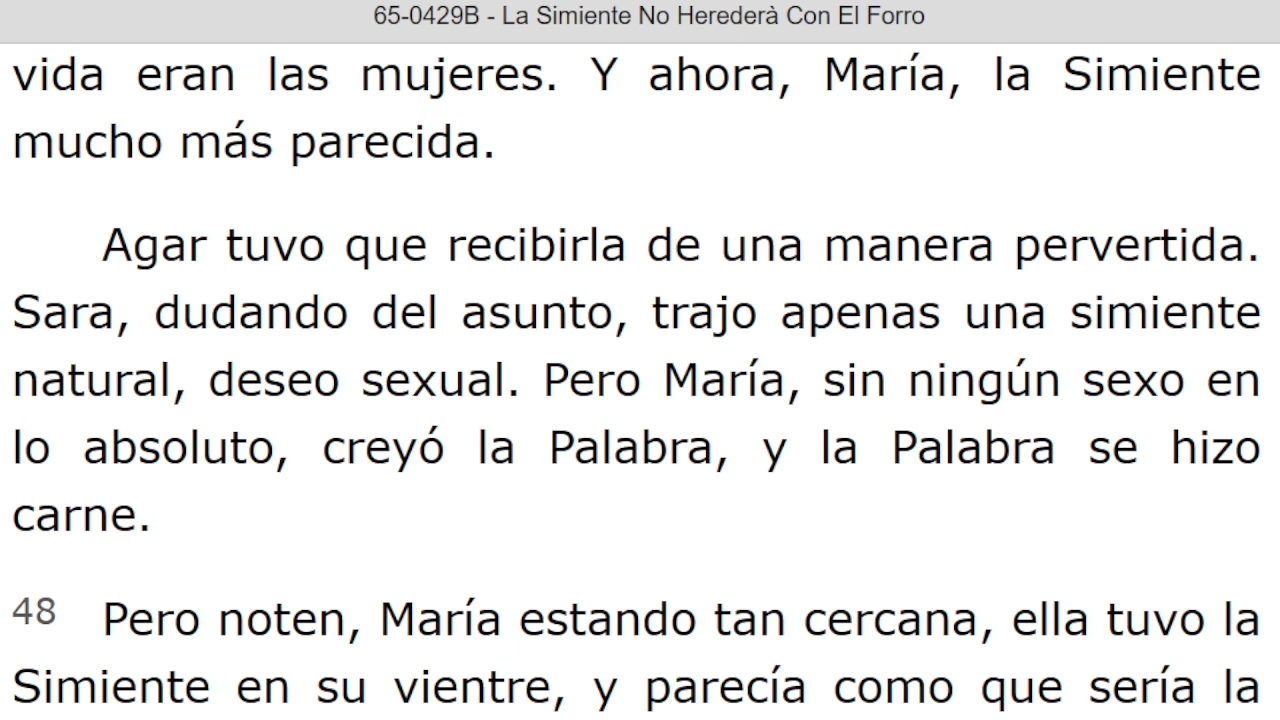 65-0429B - La Simiente No Herederà Con El Forro
vida eran las mujeres. Y ahora, María, la Simiente
mucho más parecida.
Agar tuvo que recibirla de una manera pervertida.
Sara, dudando del asunto, trajo apenas una simiente
natural, deseo sexual. Pero María, sin ningún sexo en
lo absoluto, creyó la Palabra, y la Palabra se hizo
carne.
48 Pero noten, María estando tan cercana, ella tuvo la
Simiente en su vientre, y parecía como que sería la